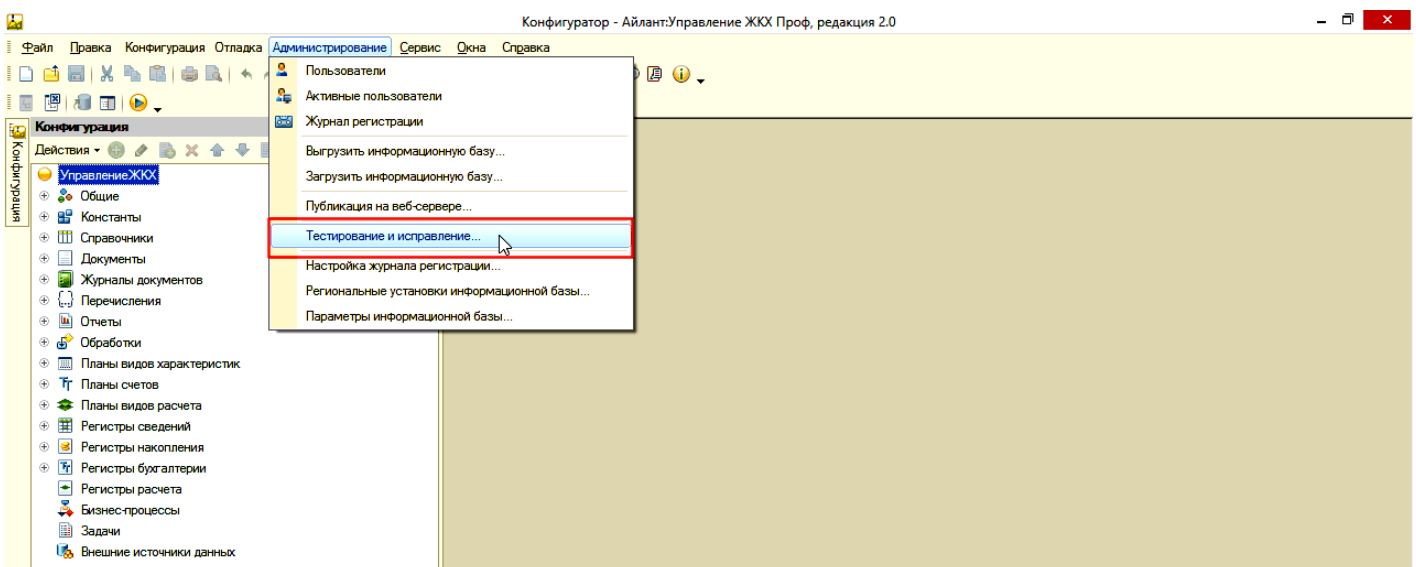 Конфигуратор - Айлант:Управление ЖКХ Проф, редакция 2.0
Файл Правка Конфигурация Отладка Администрирование Сервис Окна Справка
Пользователи
Активные пользователи
Журнал регистрации
Выгрузить информационную базу...
Загрузить информационную базу...
Публикация на веб-сервере...
Тестирование и исправление...
Настройка журнала регистрации...
Региональные установки информационной базы...
Параметры информационной базы...
Конфигурация
Конфигурация
Действия
УправлениеЖКХ
Общие
Константы
Справочники
Документы
Журналы документов
Перечисления
Отчеты
Обработки
Планы видов характеристик
Планы счетов
Планы видов расчета
Регистры сведений
Регистры накопления
Регистры бухгалтерии
Регистры расчета
Бизнес-процессы
Задачи
Внешние источники данных